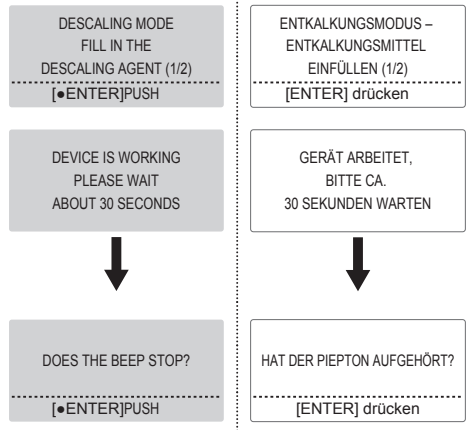 DESCALING MODE
FILL IN THE
DESCALING AGENT (1/2)
[●ENTER]PUSH
ENTKALKUNGSMODUS –
ENTKALKUNGSMITTEL
EINFÜLLEN (1/2)
[ENTER] drücken
DEVICE IS WORKING
PLEASE WAIT
ABOUT 30 SECONDS
GERÄT ARBEITET,
BITTE CA.
30 SEKUNDEN WARTEN
DOES THE BEEP STOP?
[●ENTER]PUSH
HAT DER PIEPTON AUFGEHÖRT?
[ENTER] drücken